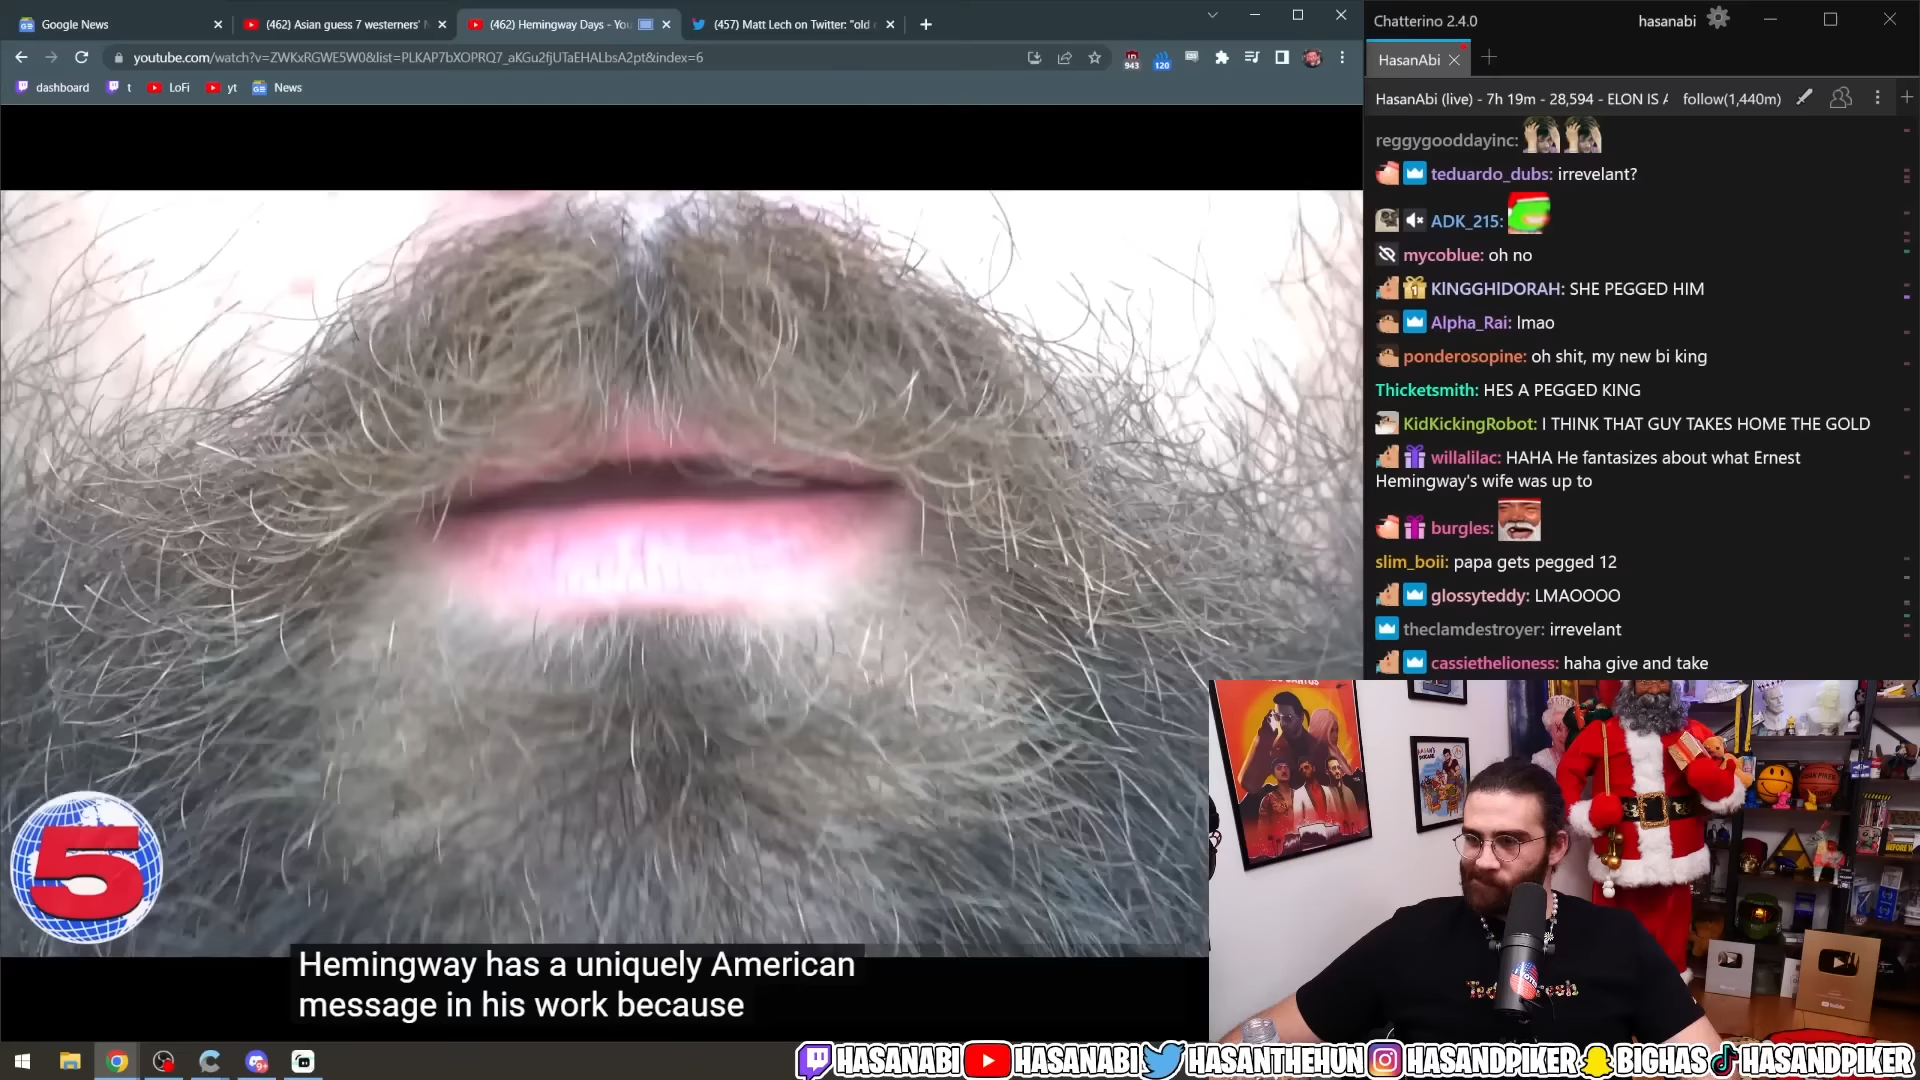 Google News
(462) Asian guess 7 westerners'
(462) Hemingway Days - You
(457) Matt Lech on Twitter: "old
youtube.com/watch?v=ZWKxRGWE5W0&list=PLKAP7bXOPRQ7_aKGu2fjUTaEHALbsA2pt&index=6
943
120
dashboard
t
LoFi
yt
News
5
Hemingway has a uniquely American
message in his work because
Chatterino 2.4.0
hasanabi
HasanAbi
HasanAbi (live) - 7h 19m - 28,594 - ELON IS
follow(1,440m)
reggygooddayinc:
teduardo_dubs: irrevelant?
ADK_215:
mycoblue: oh no
KINGGHIDORAH: SHE PEGGED HIM
Alpha_Rai: lmao
ponderosopine: oh shit, my new bi king
Thicketsmith: HES A PEGGED KING
KidKickingRobot: I THINK THAT GUY TAKES HOME THE GOLD
willalilac: HAHA He fantasizes about what Ernest
Hemingway's wife was up to
burgles:
slim_boii: papa gets pegged 12
glossyteddy: LMAOOOO
theclamdestroyer: irrevelant
cassiethelioness: haha give and take
HASANABI HASANABI HASANTHEHUN HASANDPIKER BIGHAS HASANDPIKER